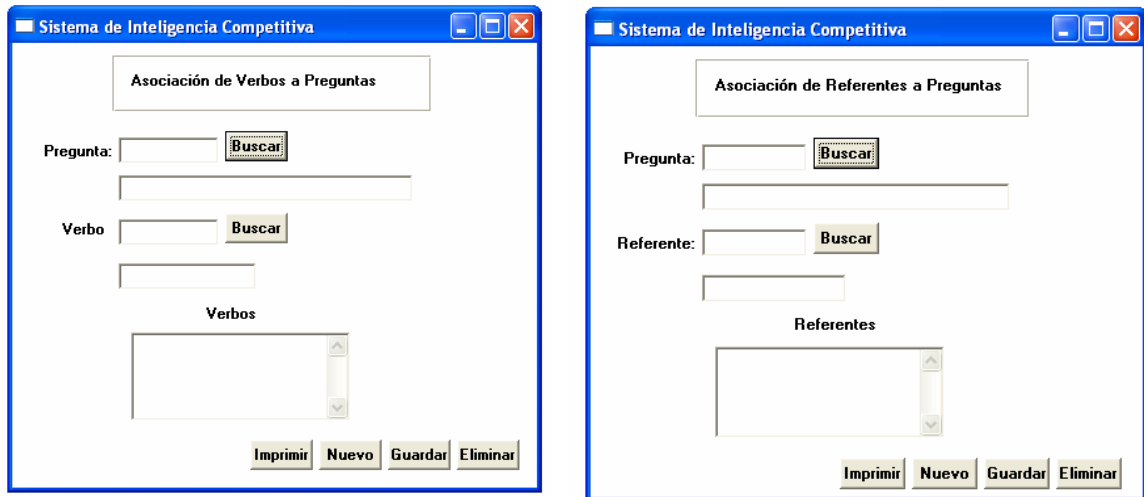 Sistema de Inteligencia Competitiva
Asociación de Verbos a Preguntas
Pregunta: Buscar
Verbo Buscar
Verbos
Imprimir Nuevo Guardar Eliminar
Sistema de Inteligencia Competitiva
Asociación de Referentes a Preguntas
Pregunta: Buscar
Referente: Buscar
Referentes
Imprimir Nuevo Guardar Eliminar